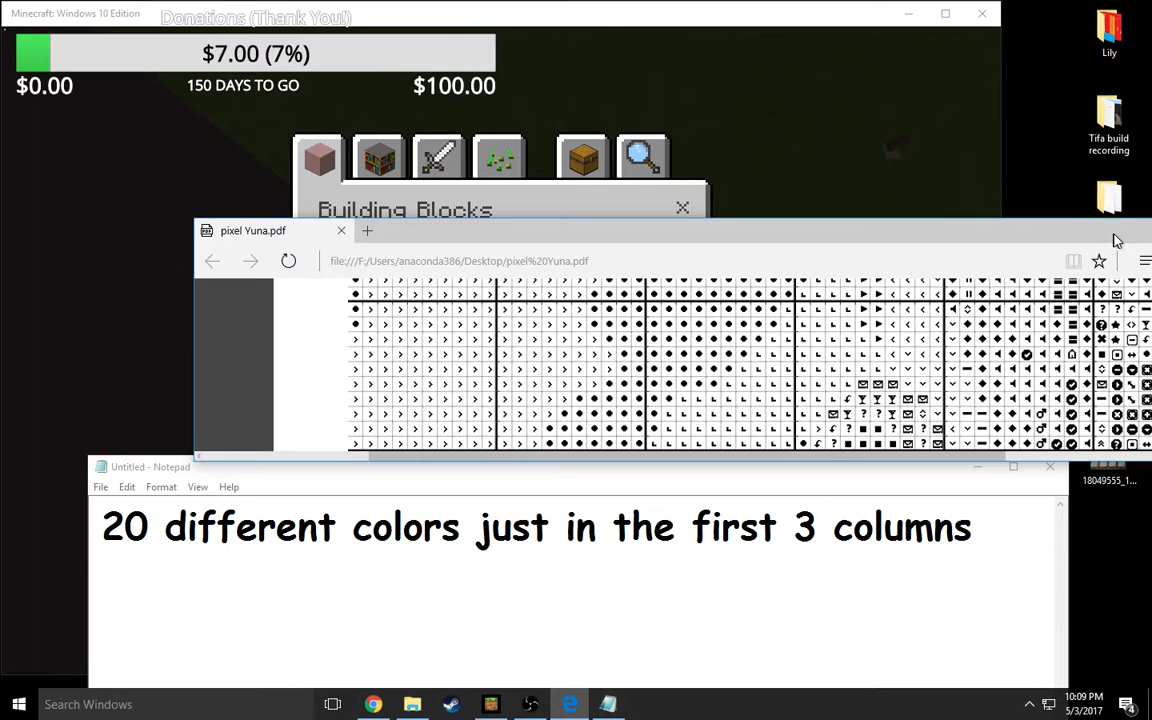 Minecraft: Windows 10 Edition
Donations (Thank You!)
$7.00 (7%)
$0.00
150 DAYS TO GO
$100.00
Lily
Tifa build
recording
Building Blocks
pixel Yuna.pdf
file:///F:/Users/anaconda386/Desktop/pixel%20Yuna.pdf
18049555_1...
Untitled - Notepad
File Edit Format View Help
20 different colors just in the first 3 columns
Search Windows
10:09 PM
5/3/2017
4